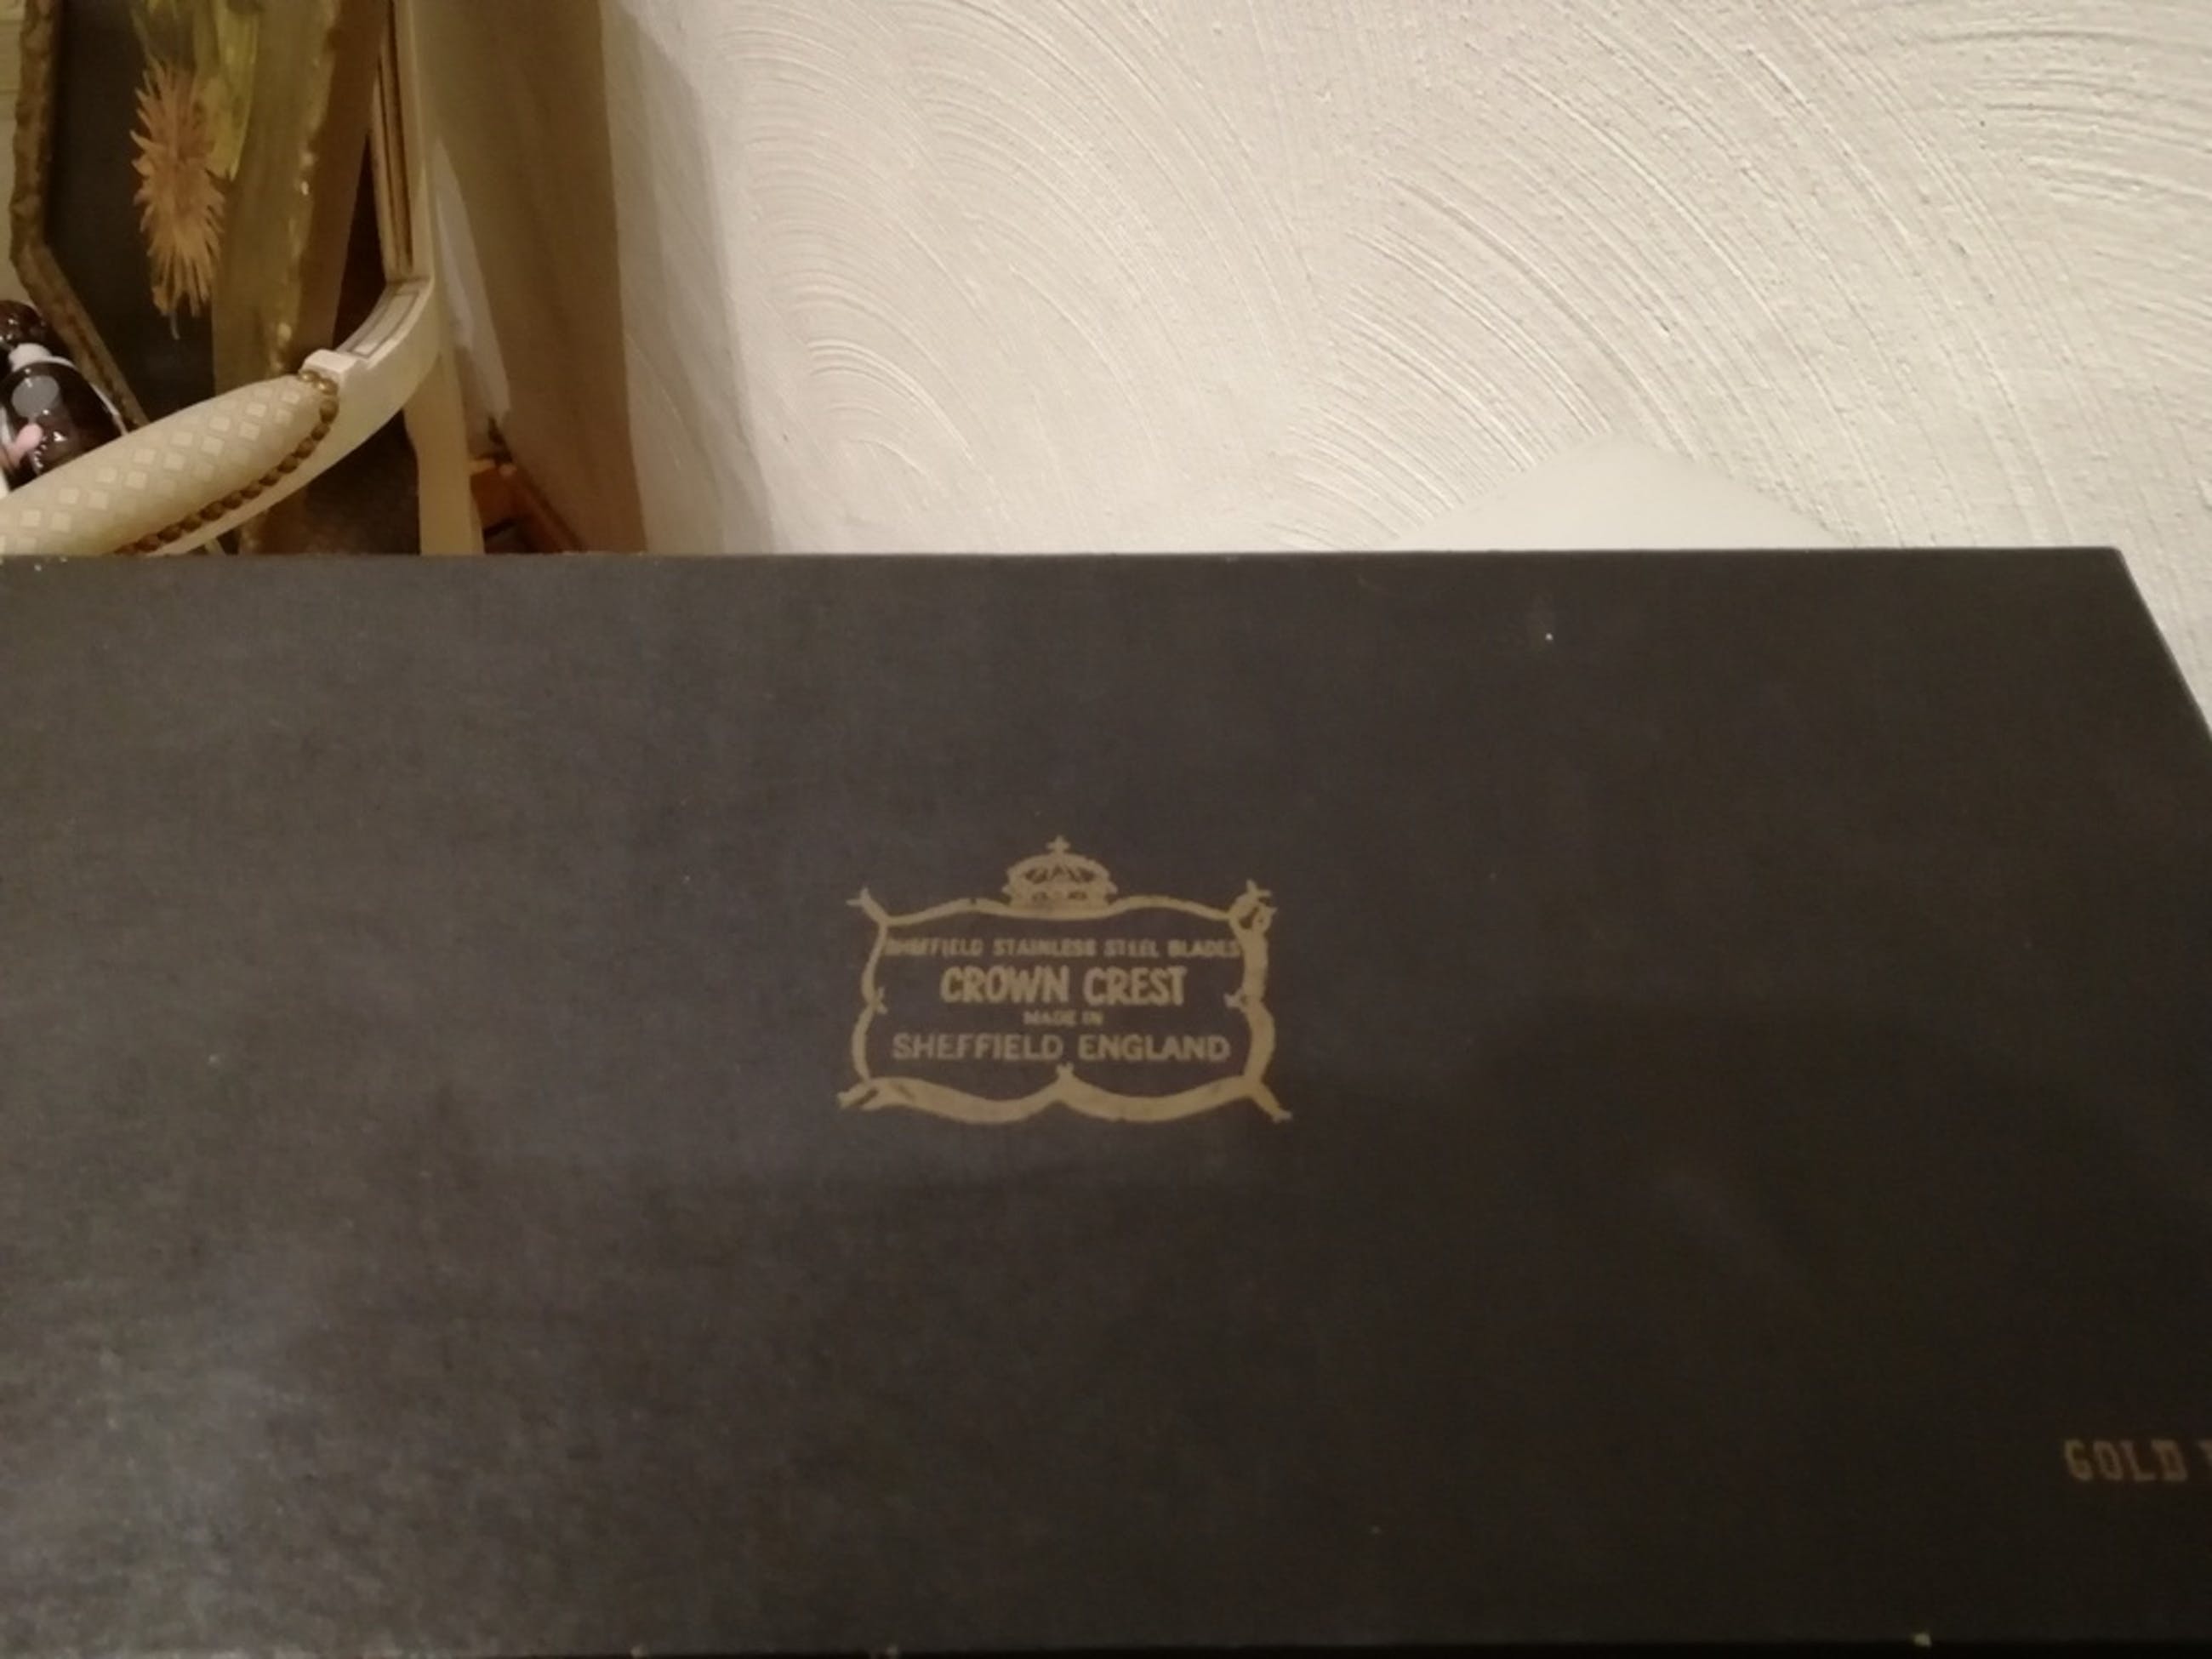 SHEFFIELD STAINLESS STEEL BLADES
CROWN CREST
MADE IN
SHEFFIELD ENGLAND
GOLD